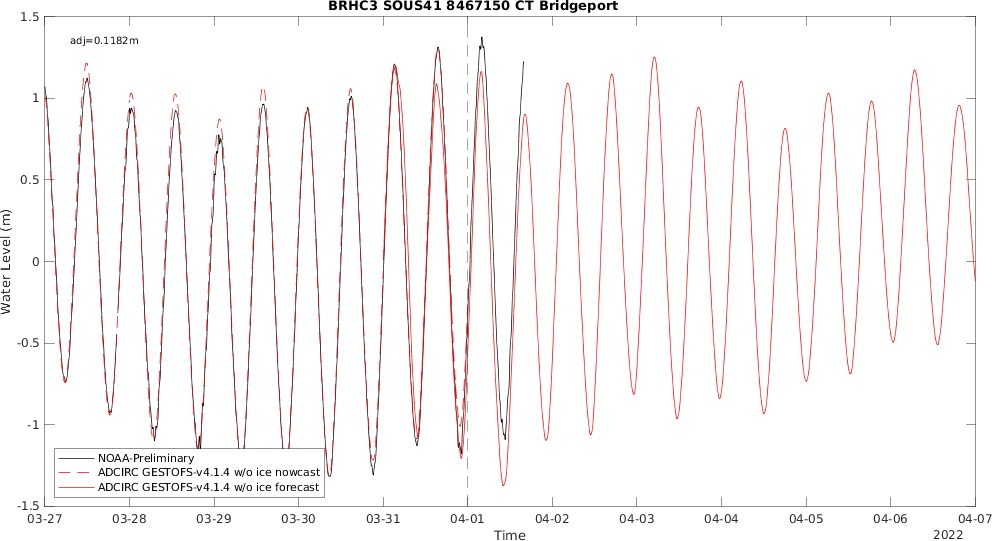 BRHC3 SOUS41 8467150 CT Bridgeport
adj=0.1182m
1.5
1
0.5
0
-0.5
-1
-1.5
Water Level (m)
NOAA-Preliminary
ADCIRC GESTOFS-v4.1.4 w/o ice nowcast
ADCIRC GESTOFS-v4.1.4 w/o ice forecast
03-27 03-28 03-29 03-30 03-31 04-01 04-02 04-03 04-04 04-05 04-06 04-07
Time
2022